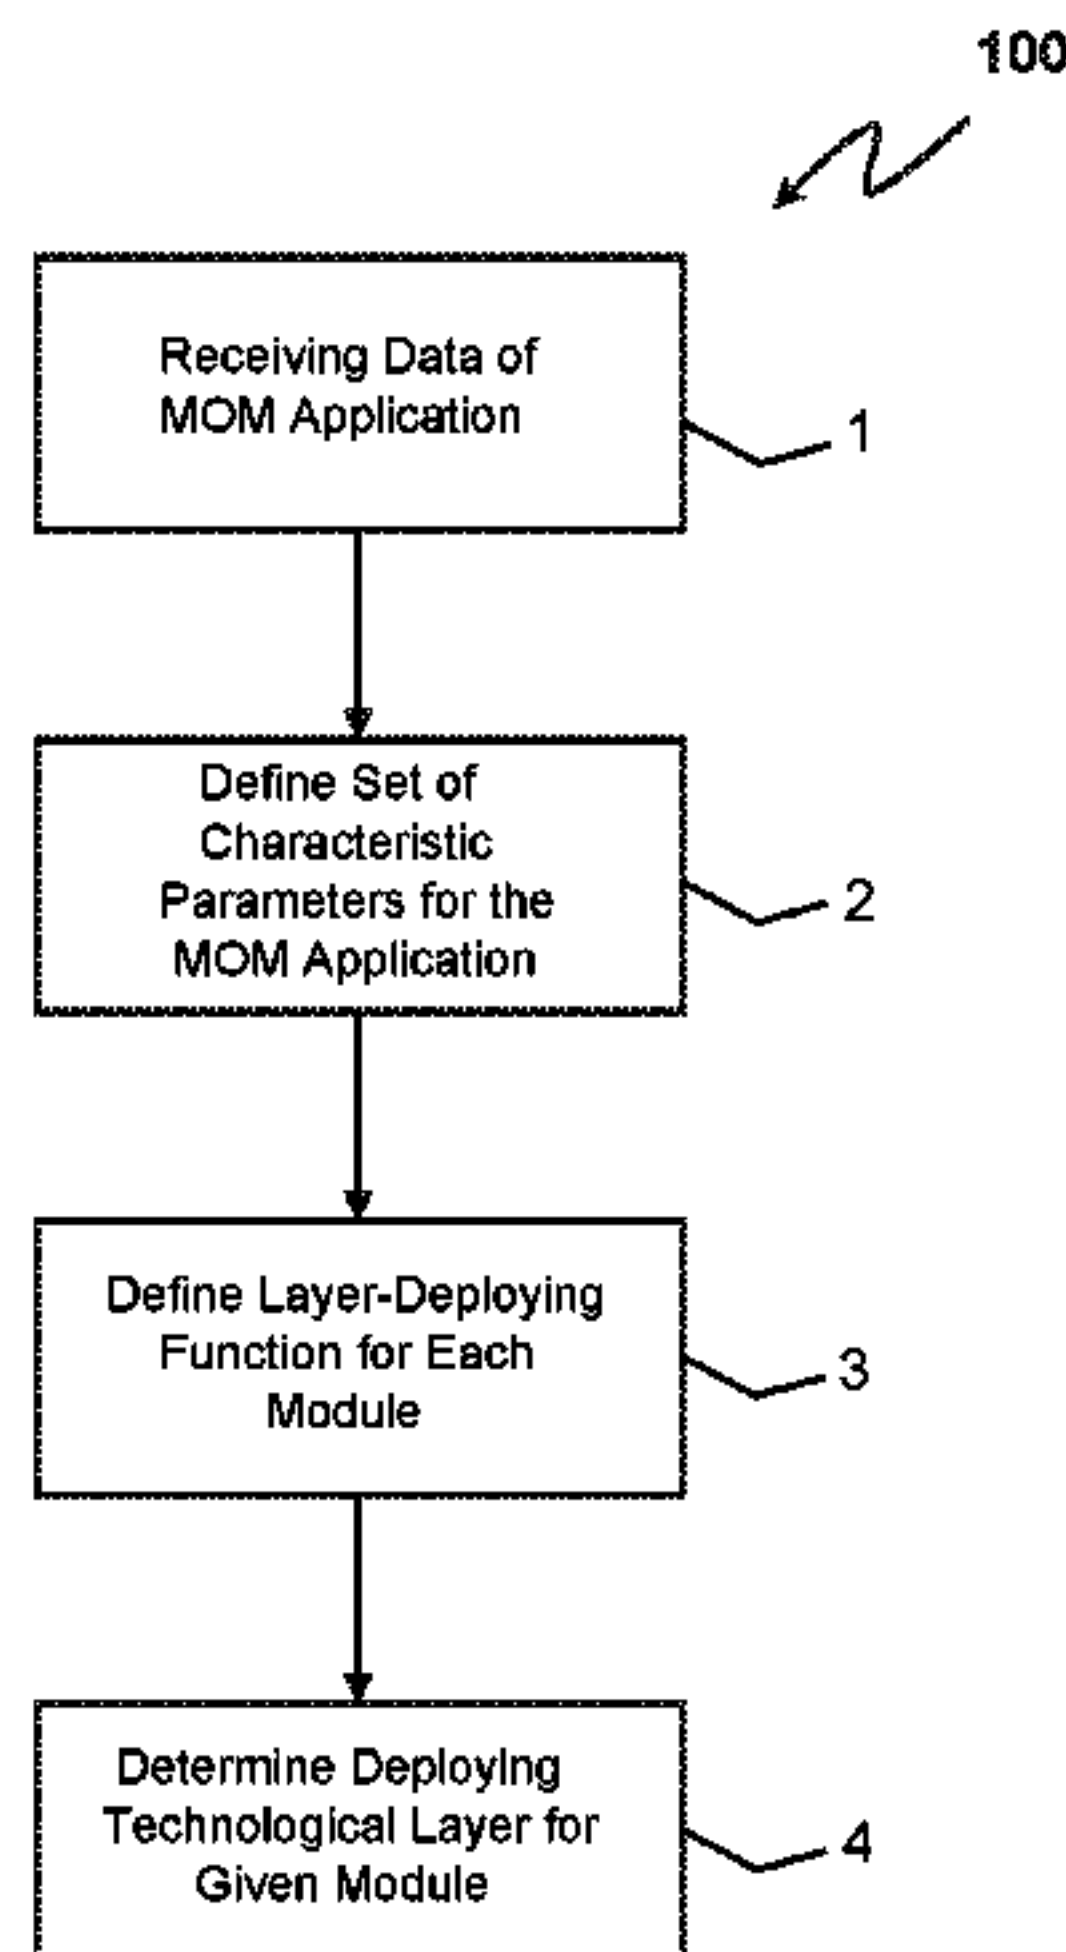 100
Receiving Data of
MOM Application
1
Define Set of
Characteristic
Parameters for the
MOM Application
2
Define Layer-Deploying
Function for Each
Module
3
Determine Deploying
Technological Layer for
Given Module
4